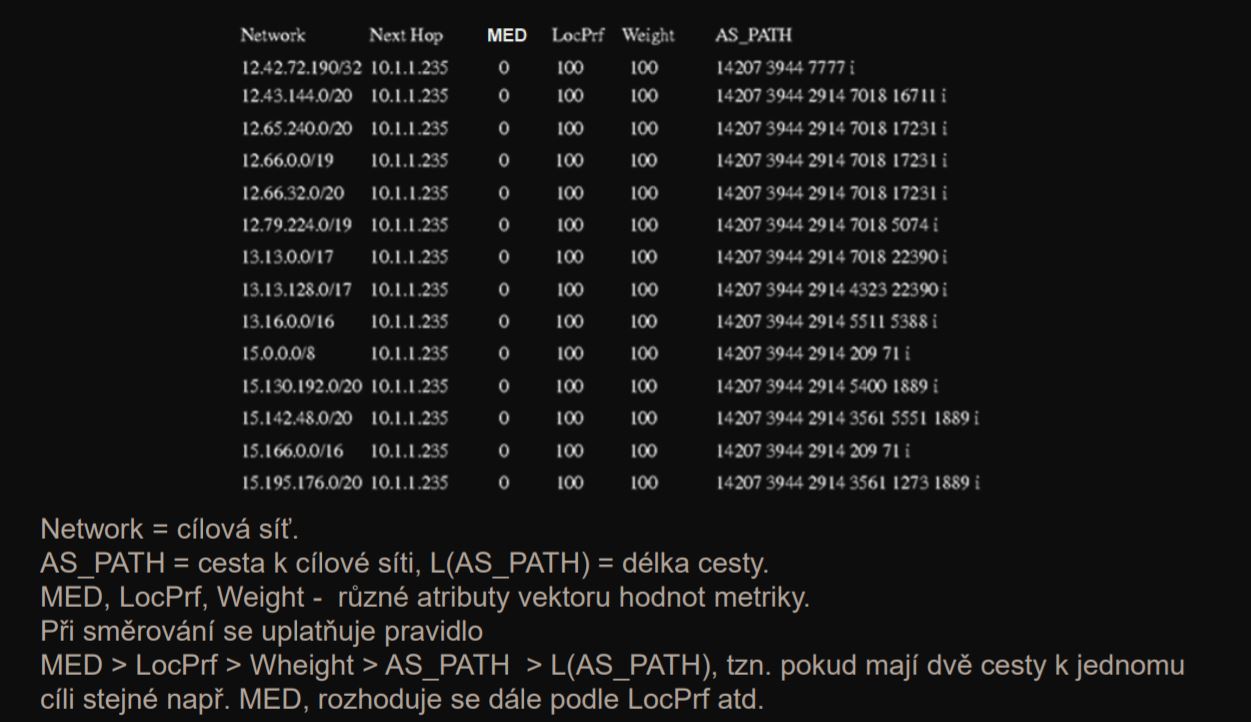 Network Next Hop MED LocPrf Weight AS_PATH
12.42.72.190/32 10.1.1.235 0 100 100 14207 3944 7777 i
12.43.144.0/20 10.1.1.235 0 100 100 14207 3944 2914 7018 16711 i
12.65.240.0/20 10.1.1.235 0 100 100 14207 3944 2914 7018 17231 i
12.66.0.0/19 10.1.1.235 0 100 100 14207 3944 2914 7018 17231 i
12.66.32.0/20 10.1.1.235 0 100 100 14207 3944 2914 7018 17231 i
12.79.224.0/19 10.1.1.235 0 100 100 14207 3944 2914 7018 5074 i
13.13.0.0/17 10.1.1.235 0 100 100 14207 3944 2914 7018 22390 i
13.13.128.0/17 10.1.1.235 0 100 100 14207 3944 2914 4323 22390 i
13.16.0.0/16 10.1.1.235 0 100 100 14207 3944 2914 5511 5388 i
15.0.0.0/8 10.1.1.235 0 100 100 14207 3944 2914 209 71 i
15.130.192.0/20 10.1.1.235 0 100 100 14207 3944 2914 5400 1889 i
15.142.48.0/20 10.1.1.235 0 100 100 14207 3944 2914 3561 5551 1889 i
15.166.0.0/16 10.1.1.235 0 100 100 14207 3944 2914 209 71 i
15.195.176.0/20 10.1.1.235 0 100 100 14207 3944 2914 3561 1273 1889 i
Network = cílová síť.
AS_PATH = cesta k cílové síti, L(AS_PATH) = délka cesty.
MED, LocPrf, Weight - různé atributy vektoru hodnot metriky.
Při směrování se uplatňuje pravidlo
MED > LocPrf > Wheight > AS_PATH > L(AS_PATH), tzn. pokud mají dvě cesty k jednomu
cíli stejné např. MED, rozhoduje se dále podle LocPrf atd.